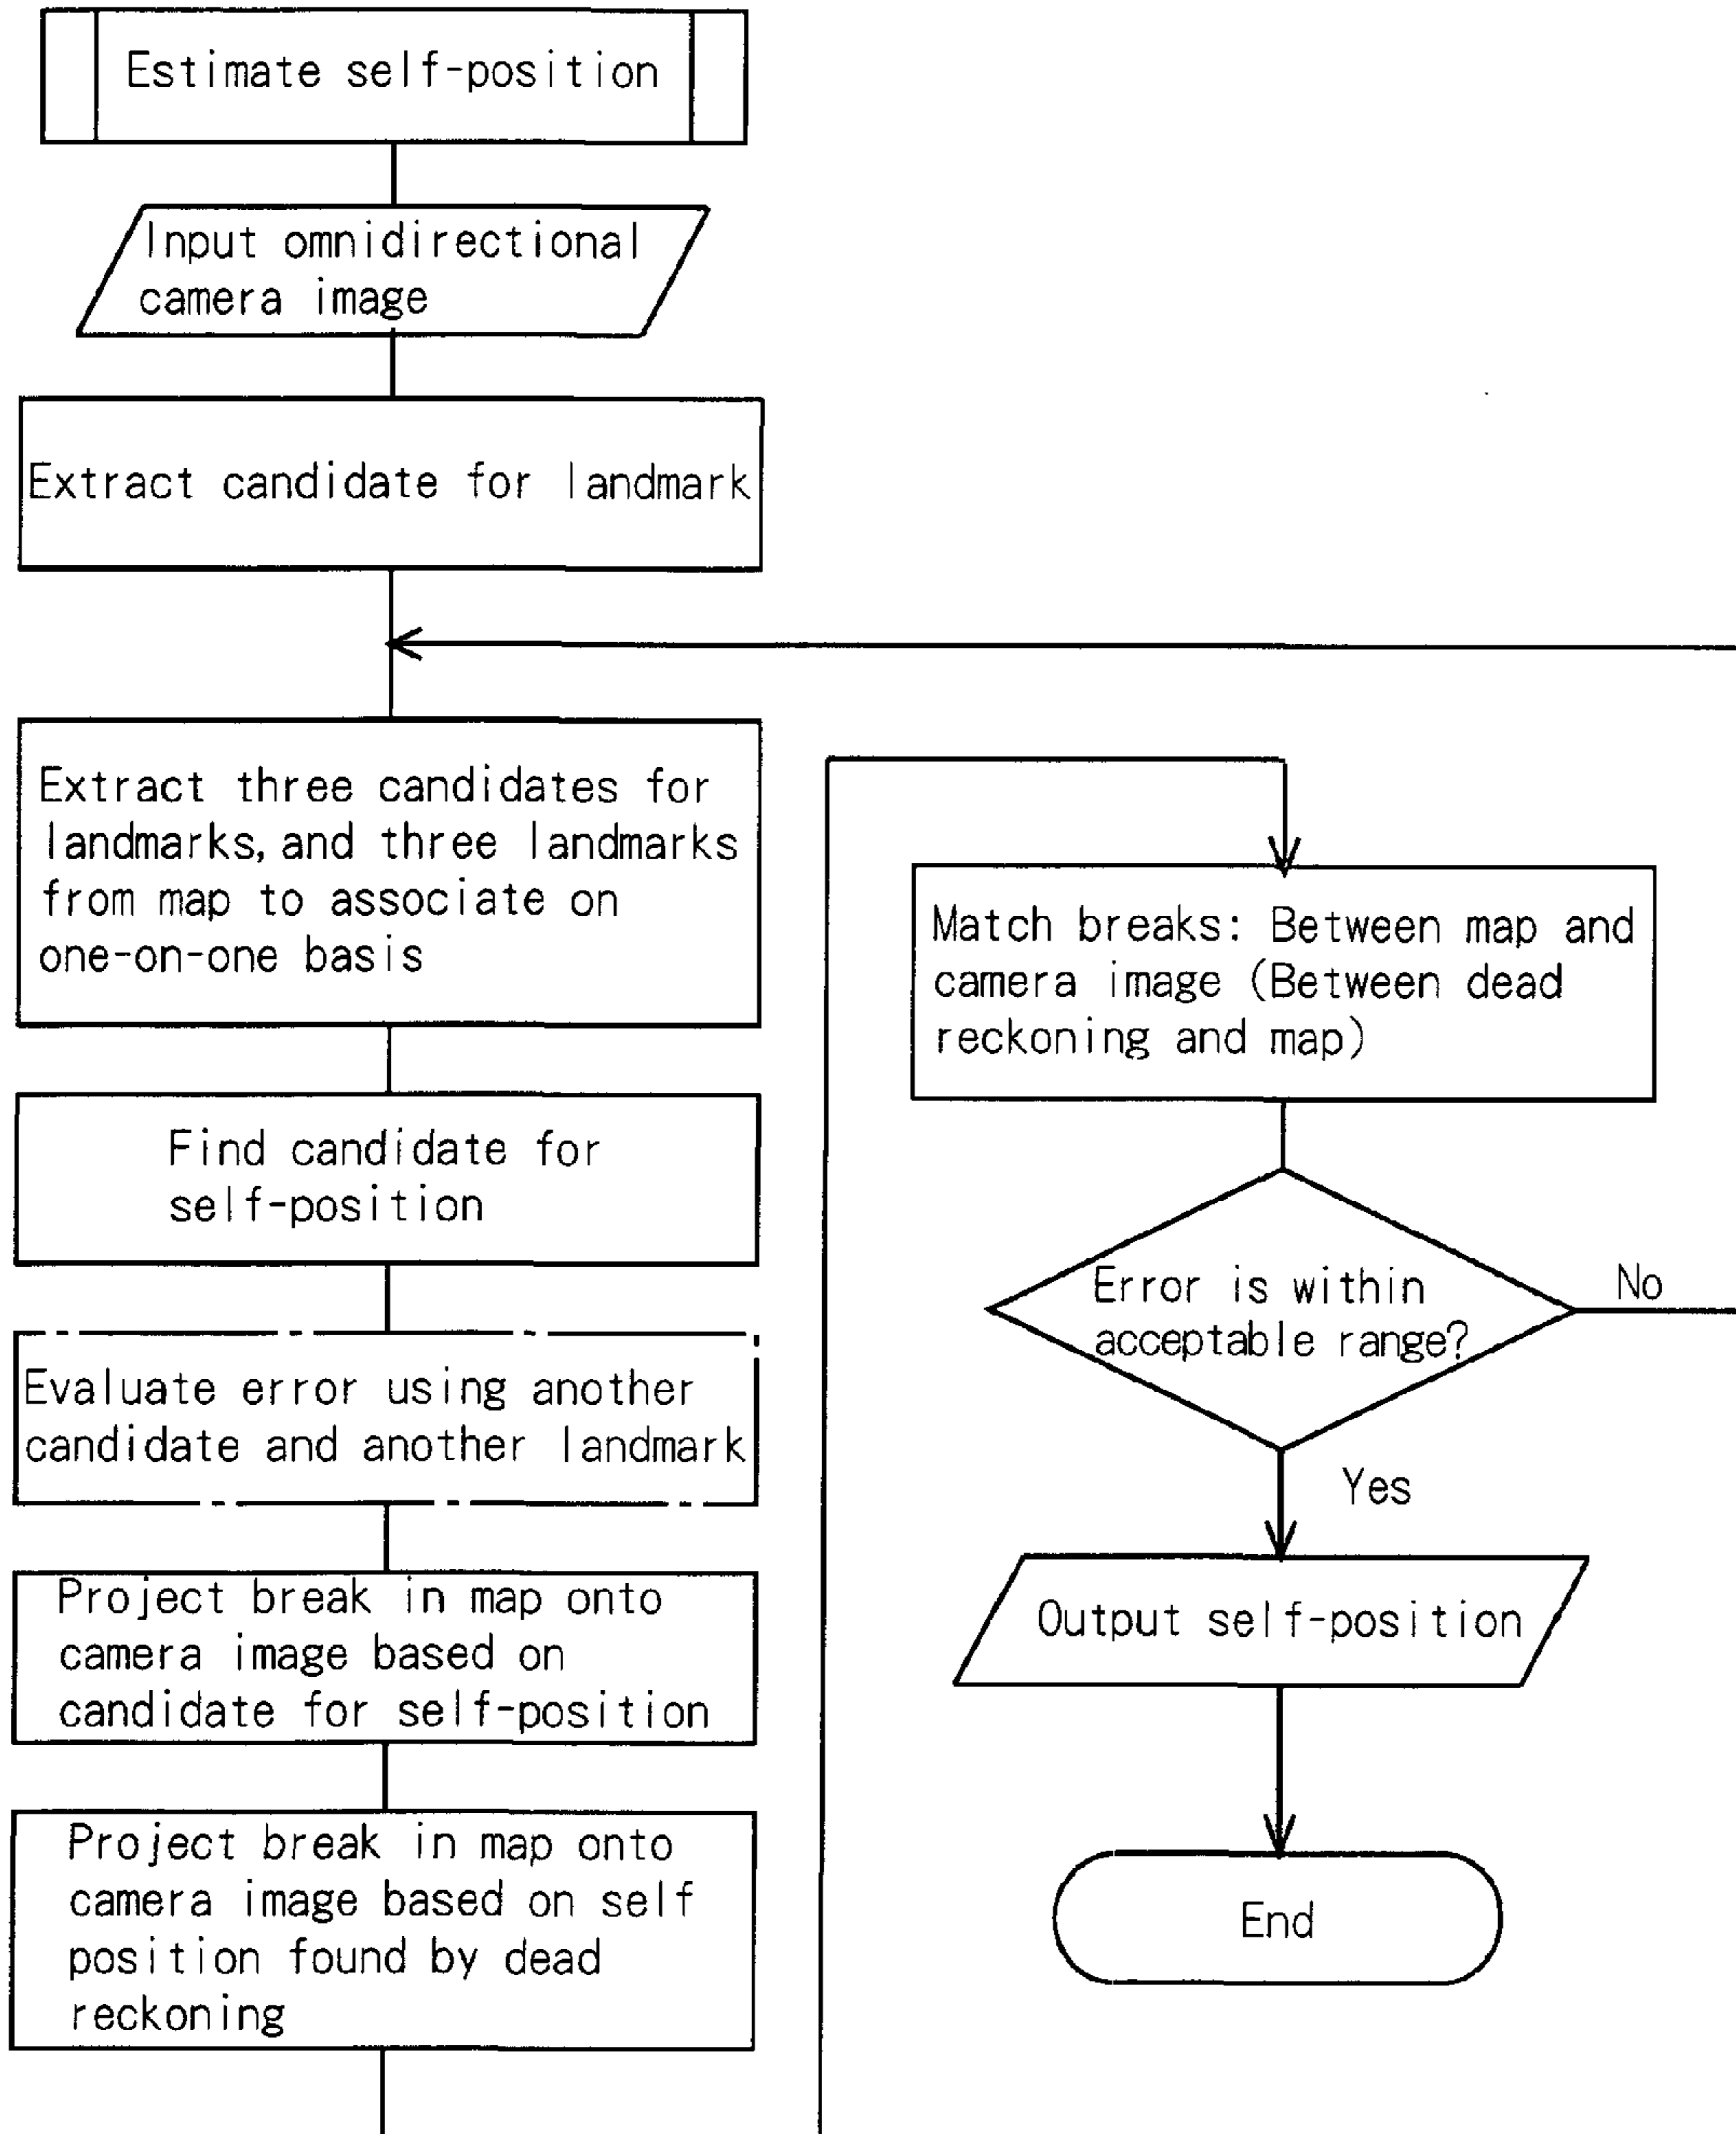 Estimate self-position
Input omnidirectional
camera image
Extract candidate for landmark
Extract three candidates for
landmarks, and three landmarks
from map to associate on
one-on-one basis
Find candidate for
self-position
Evaluate error using another
candidate and another landmark
Project break in map onto
camera image based on
candidate for self-position
Project break in map onto
camera image based on self
position found by dead
reckoning
Match breaks: Between map and
camera image (Between dead
reckoning and map)
Error is within
acceptable range?
No
Yes
Output self-position
End